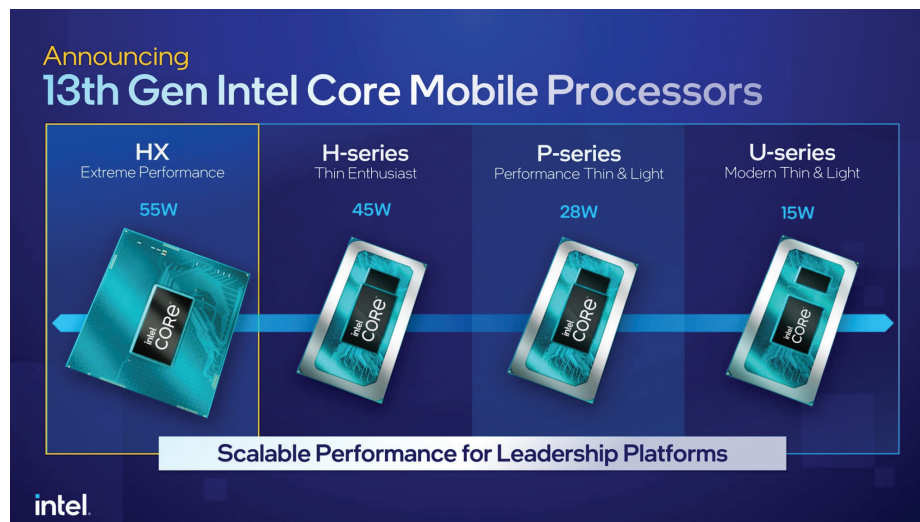 Announcing
13th Gen Intel Core Mobile Processors
HX
Extreme Performance
55W
H-series
Thin Enthusiast
45W
P-series
Performance Thin & Light
28W
U-series
Modern Thin & Light
15W
intel
CORE
intel
CORE
intel
CORE
intel
CORE
Scalable Performance for Leadership Platforms
intel.